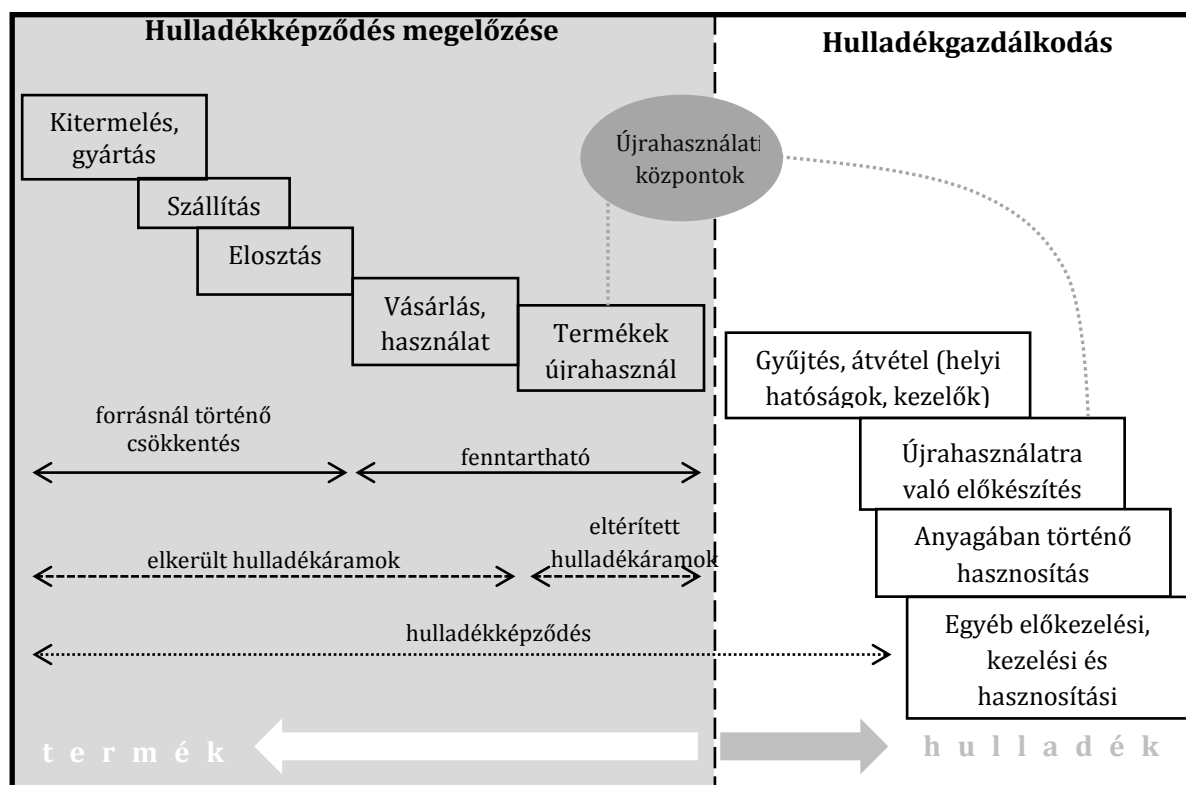 Hulladékképződés megelőzése
Hulladékgazdálkodás
Kitermelés,
gyártás
Szállítás
Elosztás
Vásárlás,
használat
Termékek
újrahasznál
Újrahasználati
központok
Gyűjtés, átvétel (helyi
hatóságok, kezelők)
Újrahasználatra
való előkészítés
Anyagában történő
hasznosítás
Egyéb előkezelési,
kezelési és
hasznosítási
forrásnál történő
csökkentés
fenntartható
elkerült hulladékáramok
eltérített
hulladékáramok
hulladékképződés
termék
hulladék